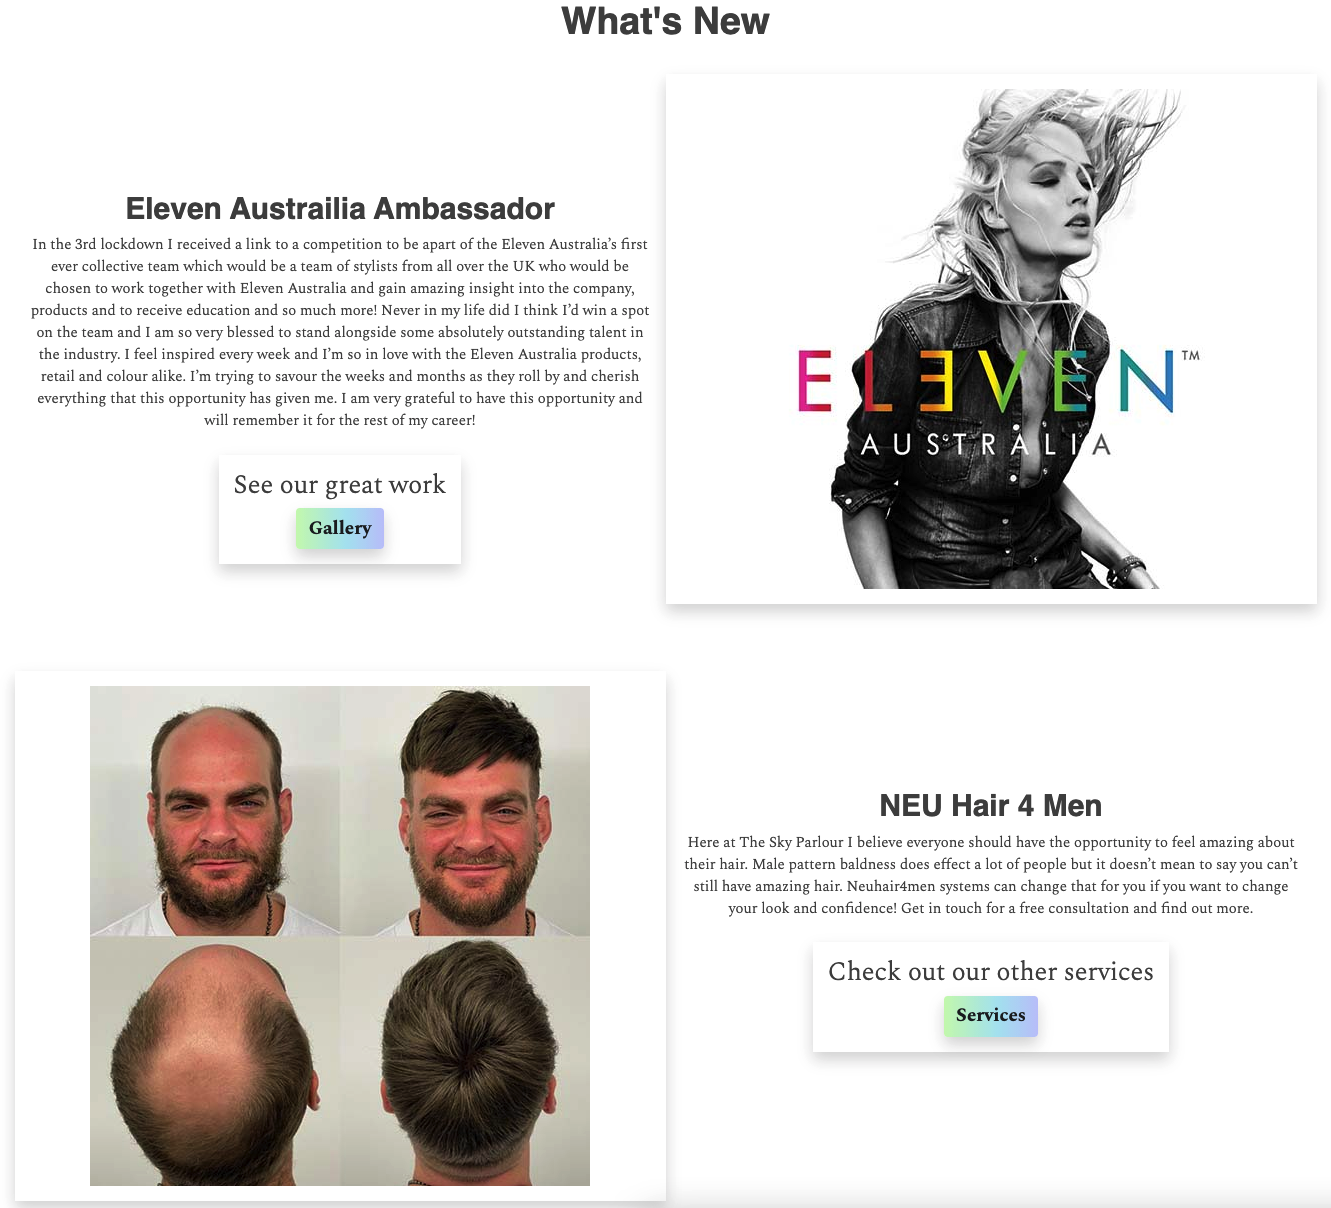 What's New
Eleven Austrailia Ambassador
In the 3rd lockdown I received a link to a competition to be apart of the Eleven Australia’s first
ever collective team which would be a team of stylists from all over the UK who would be
chosen to work together with Eleven Australia and gain amazing insight into the company,
products and to receive education and so much more! Never in my life did I think I’d win a spot
on the team and I am so very blessed to stand alongside some absolutely outstanding talent in
the industry. I feel inspired every week and I’m so in love with the Eleven Australia products,
retail and colour alike. I’m trying to savour the weeks and months as they roll by and cherish
everything that this opportunity has given me. I am very grateful to have this opportunity and
will remember it for the rest of my career!
See our great work
Gallery
ELEVEN™
AUSTRALIA
NEU Hair 4 Men
Here at The Sky Parlour I believe everyone should have the opportunity to feel amazing about
their hair. Male pattern baldness does effect a lot of people but it doesn’t mean to say you can’t
still have amazing hair. Neuhair4men systems can change that for you if you want to change
your look and confidence! Get in touch for a free consultation and find out more.
Check out our other services
Services